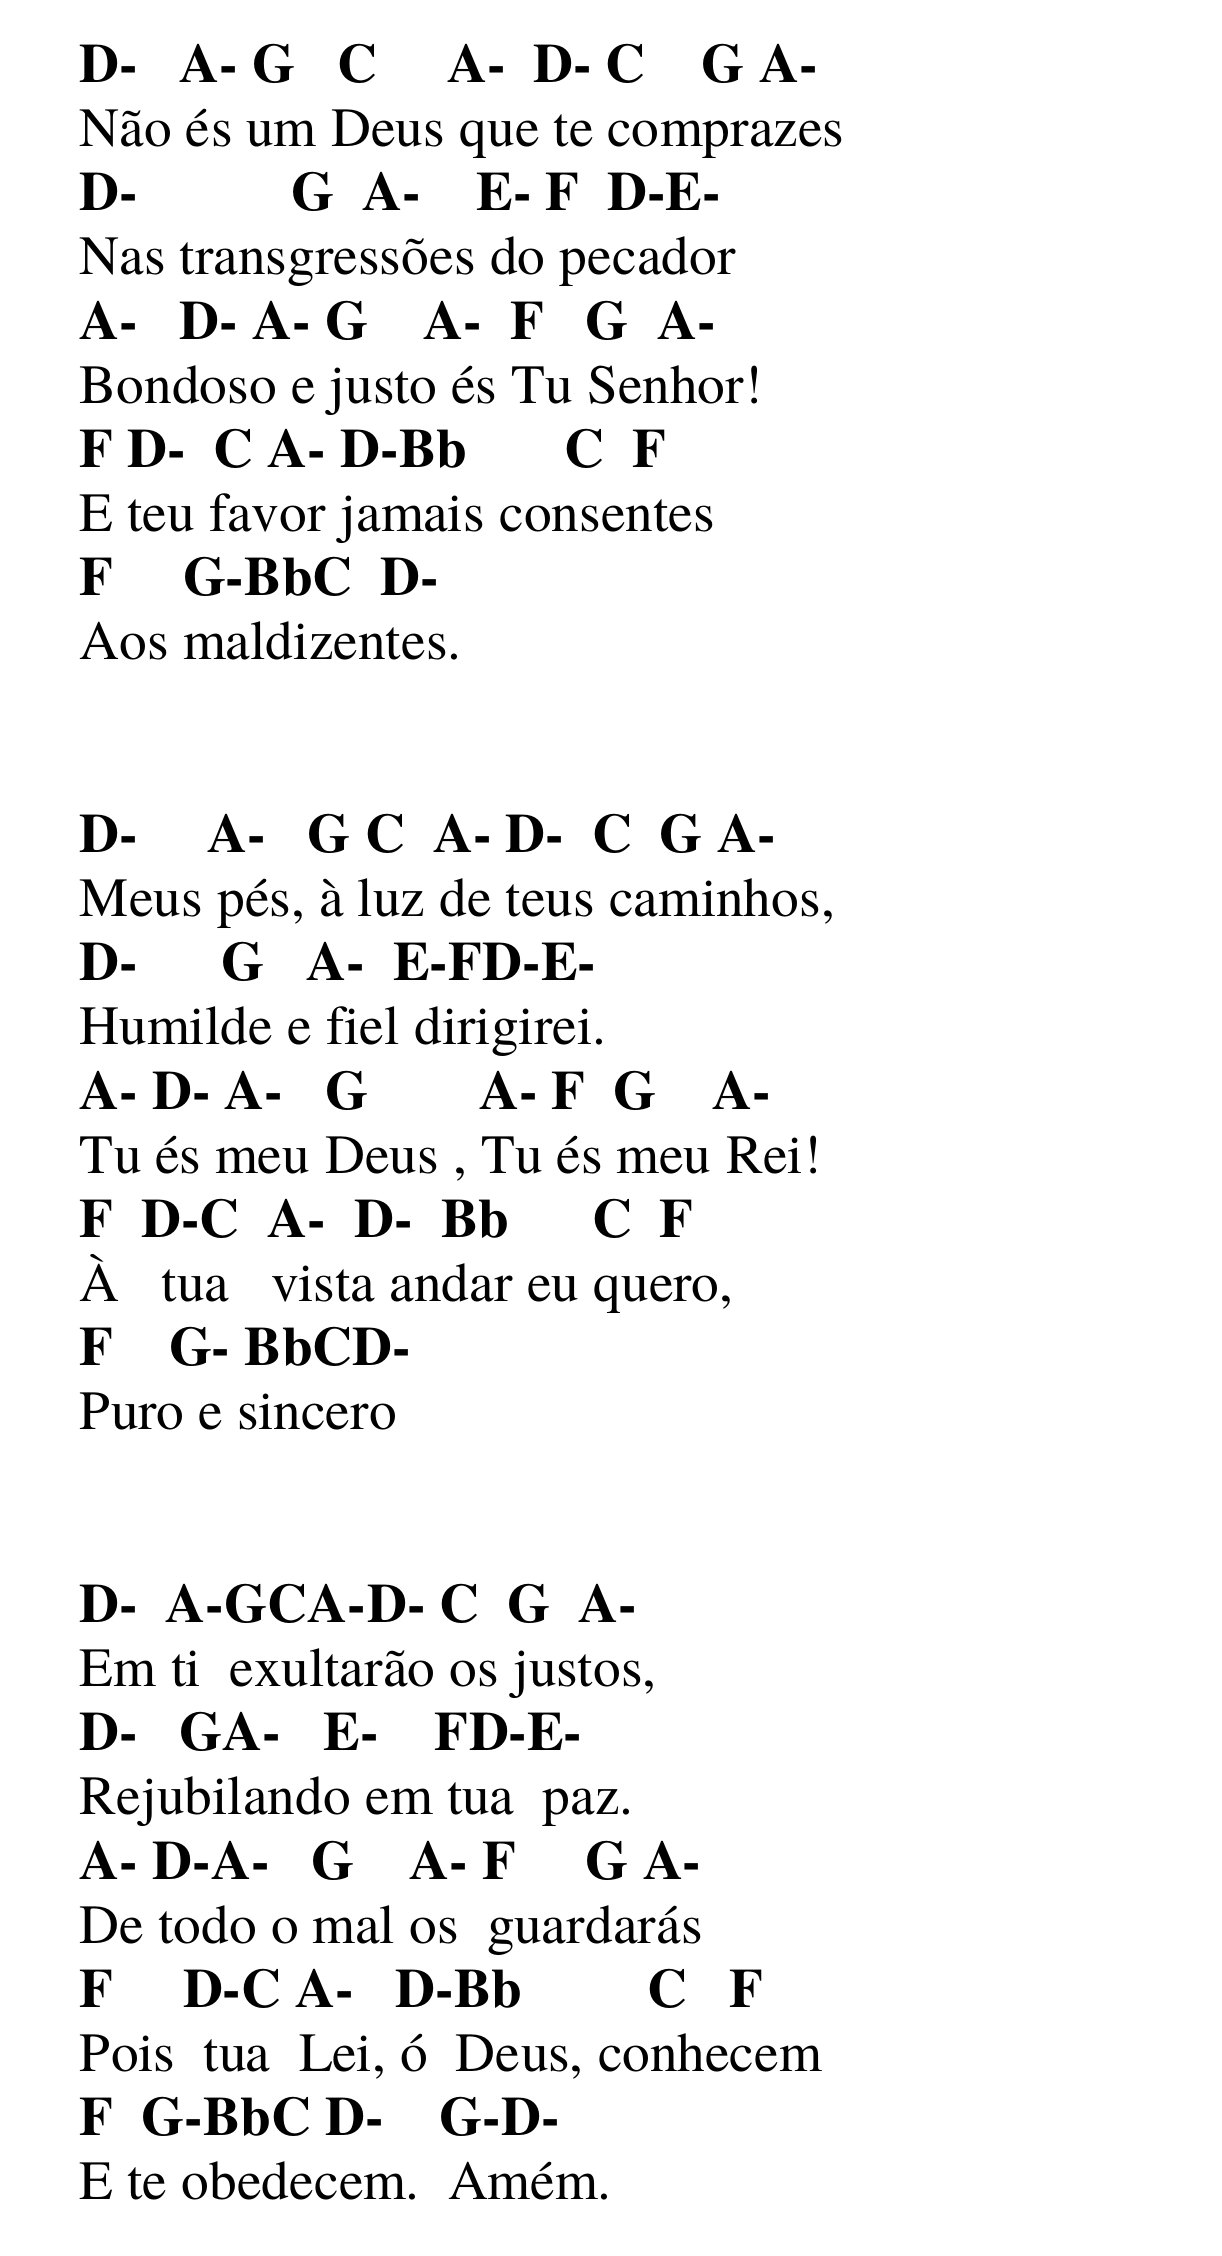 D-   A- G   C     A-  D- C    G A-
Não és um Deus que te comprazes
D-           G  A-    E- F  D-E-
Nas transgressões do pecador
A-   D- A- G    A-  F   G  A-
Bondoso e justo és Tu Senhor!
F D-  C A- D-Bb       C  F
E teu favor jamais consentes
F     G-BbC  D-
Aos maldizentes.
D-     A-   G C  A- D-  C  G A-
Meus pés, à luz de teus caminhos,
D-      G   A-  E-FD-E-
Humilde e fiel dirigirei.
A- D- A-   G        A- F  G    A-
Tu és meu Deus , Tu és meu Rei!
F  D-C  A-  D-  Bb      C  F
À   tua   vista andar eu quero,
F    G- BbCD-
Puro e sincero
D-  A-GCA-D- C  G  A-
Em ti  exultarão os justos,
D-   GA-   E-    FD-E-
Rejubilando em tua  paz.
A- D-A-   G    A- F     G A-
De todo o mal os  guardarás
F     D-C A-   D-Bb         C   F
Pois  tua  Lei, ó  Deus, conhecem
F  G-BbC D-    G-D-
E te obedecem.  Amém.